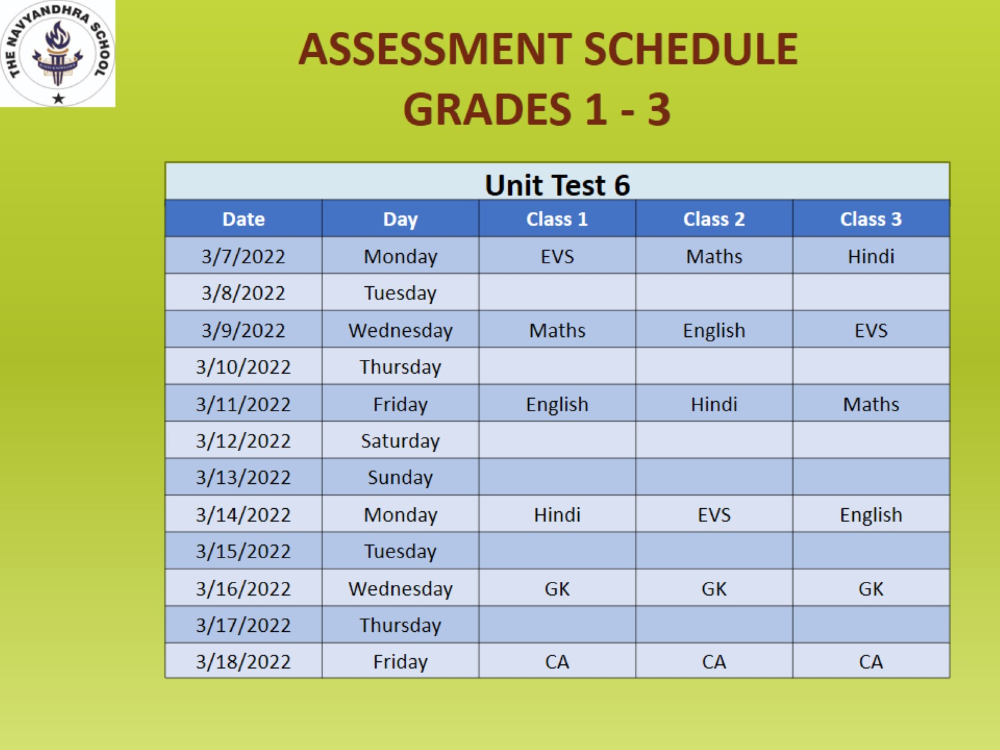 THE NAVYANDHRA SCHOOL
ASSESSMENT SCHEDULE
GRADES 1 - 3
Unit Test 6
Date Day Class 1 Class 2 Class 3
3/7/2022 Monday EVS Maths Hindi
3/8/2022 Tuesday
3/9/2022 Wednesday Maths English EVS
3/10/2022 Thursday
3/11/2022 Friday English Hindi Maths
3/12/2022 Saturday
3/13/2022 Sunday
3/14/2022 Monday Hindi EVS English
3/15/2022 Tuesday
3/16/2022 Wednesday GK GK GK
3/17/2022 Thursday
3/18/2022 Friday CA CA CA